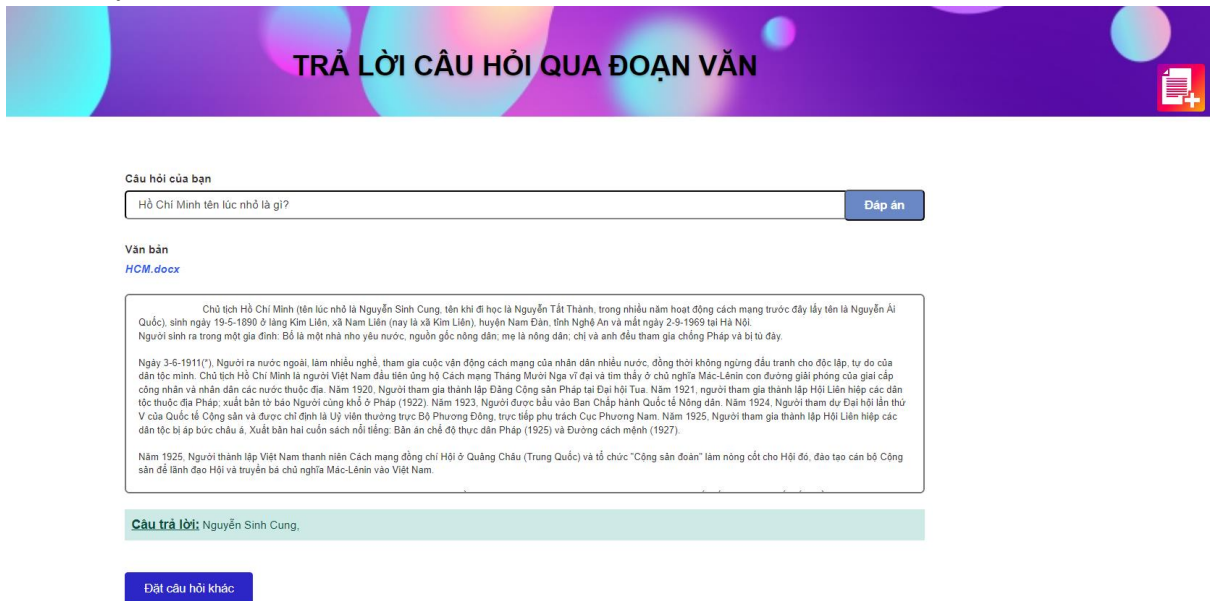 TRẢ LỜI CÂU HỎI QUA ĐOẠN VĂN
Câu hỏi của bạn
Hồ Chí Minh tên lúc nhỏ là gì?
Đáp án
Văn bản
HCM.docx
Chủ tịch Hồ Chí Minh (tên lúc nhỏ là Nguyễn Sinh Cung, tên khi đi học là Nguyễn Tất Thành, trong nhiều năm hoạt động cách mạng trước đây lấy tên là Nguyễn Ái
Quốc), sinh ngày 19-5-1890 ở làng Kim Liên, xã Nam Liên (nay là xã Kim Liên), huyện Nam Đàn, tỉnh Nghệ An và mất ngày 2-9-1969 tại Hà Nội.
Người sinh ra trong một gia đình: Bố là một nhà nho yêu nước, nguồn gốc nông dân; mẹ là nông dân; chị và anh đều tham gia chống Pháp và bị tù đày.
Ngày 3-6-1911(*), Người ra nước ngoài, làm nhiều nghề, tham gia cuộc vận động cách mạng của nhân dân nhiều nước, đồng thời không ngừng đấu tranh cho độc lập, tự do của
dân tộc mình. Chủ tịch Hồ Chí Minh là người Việt Nam đầu tiên ủng hộ Cách mạng Tháng Mười Nga vĩ đại và tìm thấy ở chủ nghĩa Mác-Lênin con đường giải phóng của giai cấp
công nhân và nhân dân các nước thuộc địa. Năm 1920, Người tham gia thành lập Đảng Cộng sản Pháp tại Đại hội Tua. Năm 1921, người tham gia thành lập Hội Liên hiệp các dân
tộc thuộc địa Pháp; xuất bản tờ báo Người cùng khổ ở Pháp (1922). Năm 1923, Người được bầu vào Ban Chấp hành Quốc tế Nông dân. Năm 1924, Người tham dự Đại hội lần thứ
V của Quốc tế Cộng sản và được chỉ định là Uỷ viên thường trực Bộ Phương Đông, trực tiếp phụ trách Cục Phương Nam. Năm 1925, Người tham gia thành lập Hội Liên hiệp các
dân tộc bị áp bức châu á, Xuất bản hai cuốn sách nổi tiếng: Bản án chế độ thực dân Pháp (1925) và Đường cách mệnh (1927).
Năm 1925, Người thành lập Việt Nam thanh niên Cách mạng đồng chí Hội ở Quảng Châu (Trung Quốc) và tổ chức "Cộng sản đoàn" làm nòng cốt cho Hội đó, đào tạo cán bộ Cộng
sản để lãnh đạo Hội và truyền bá chủ nghĩa Mác-Lênin vào Việt Nam.
Câu trả lời: Nguyễn Sinh Cung,
Đặt câu hỏi khác